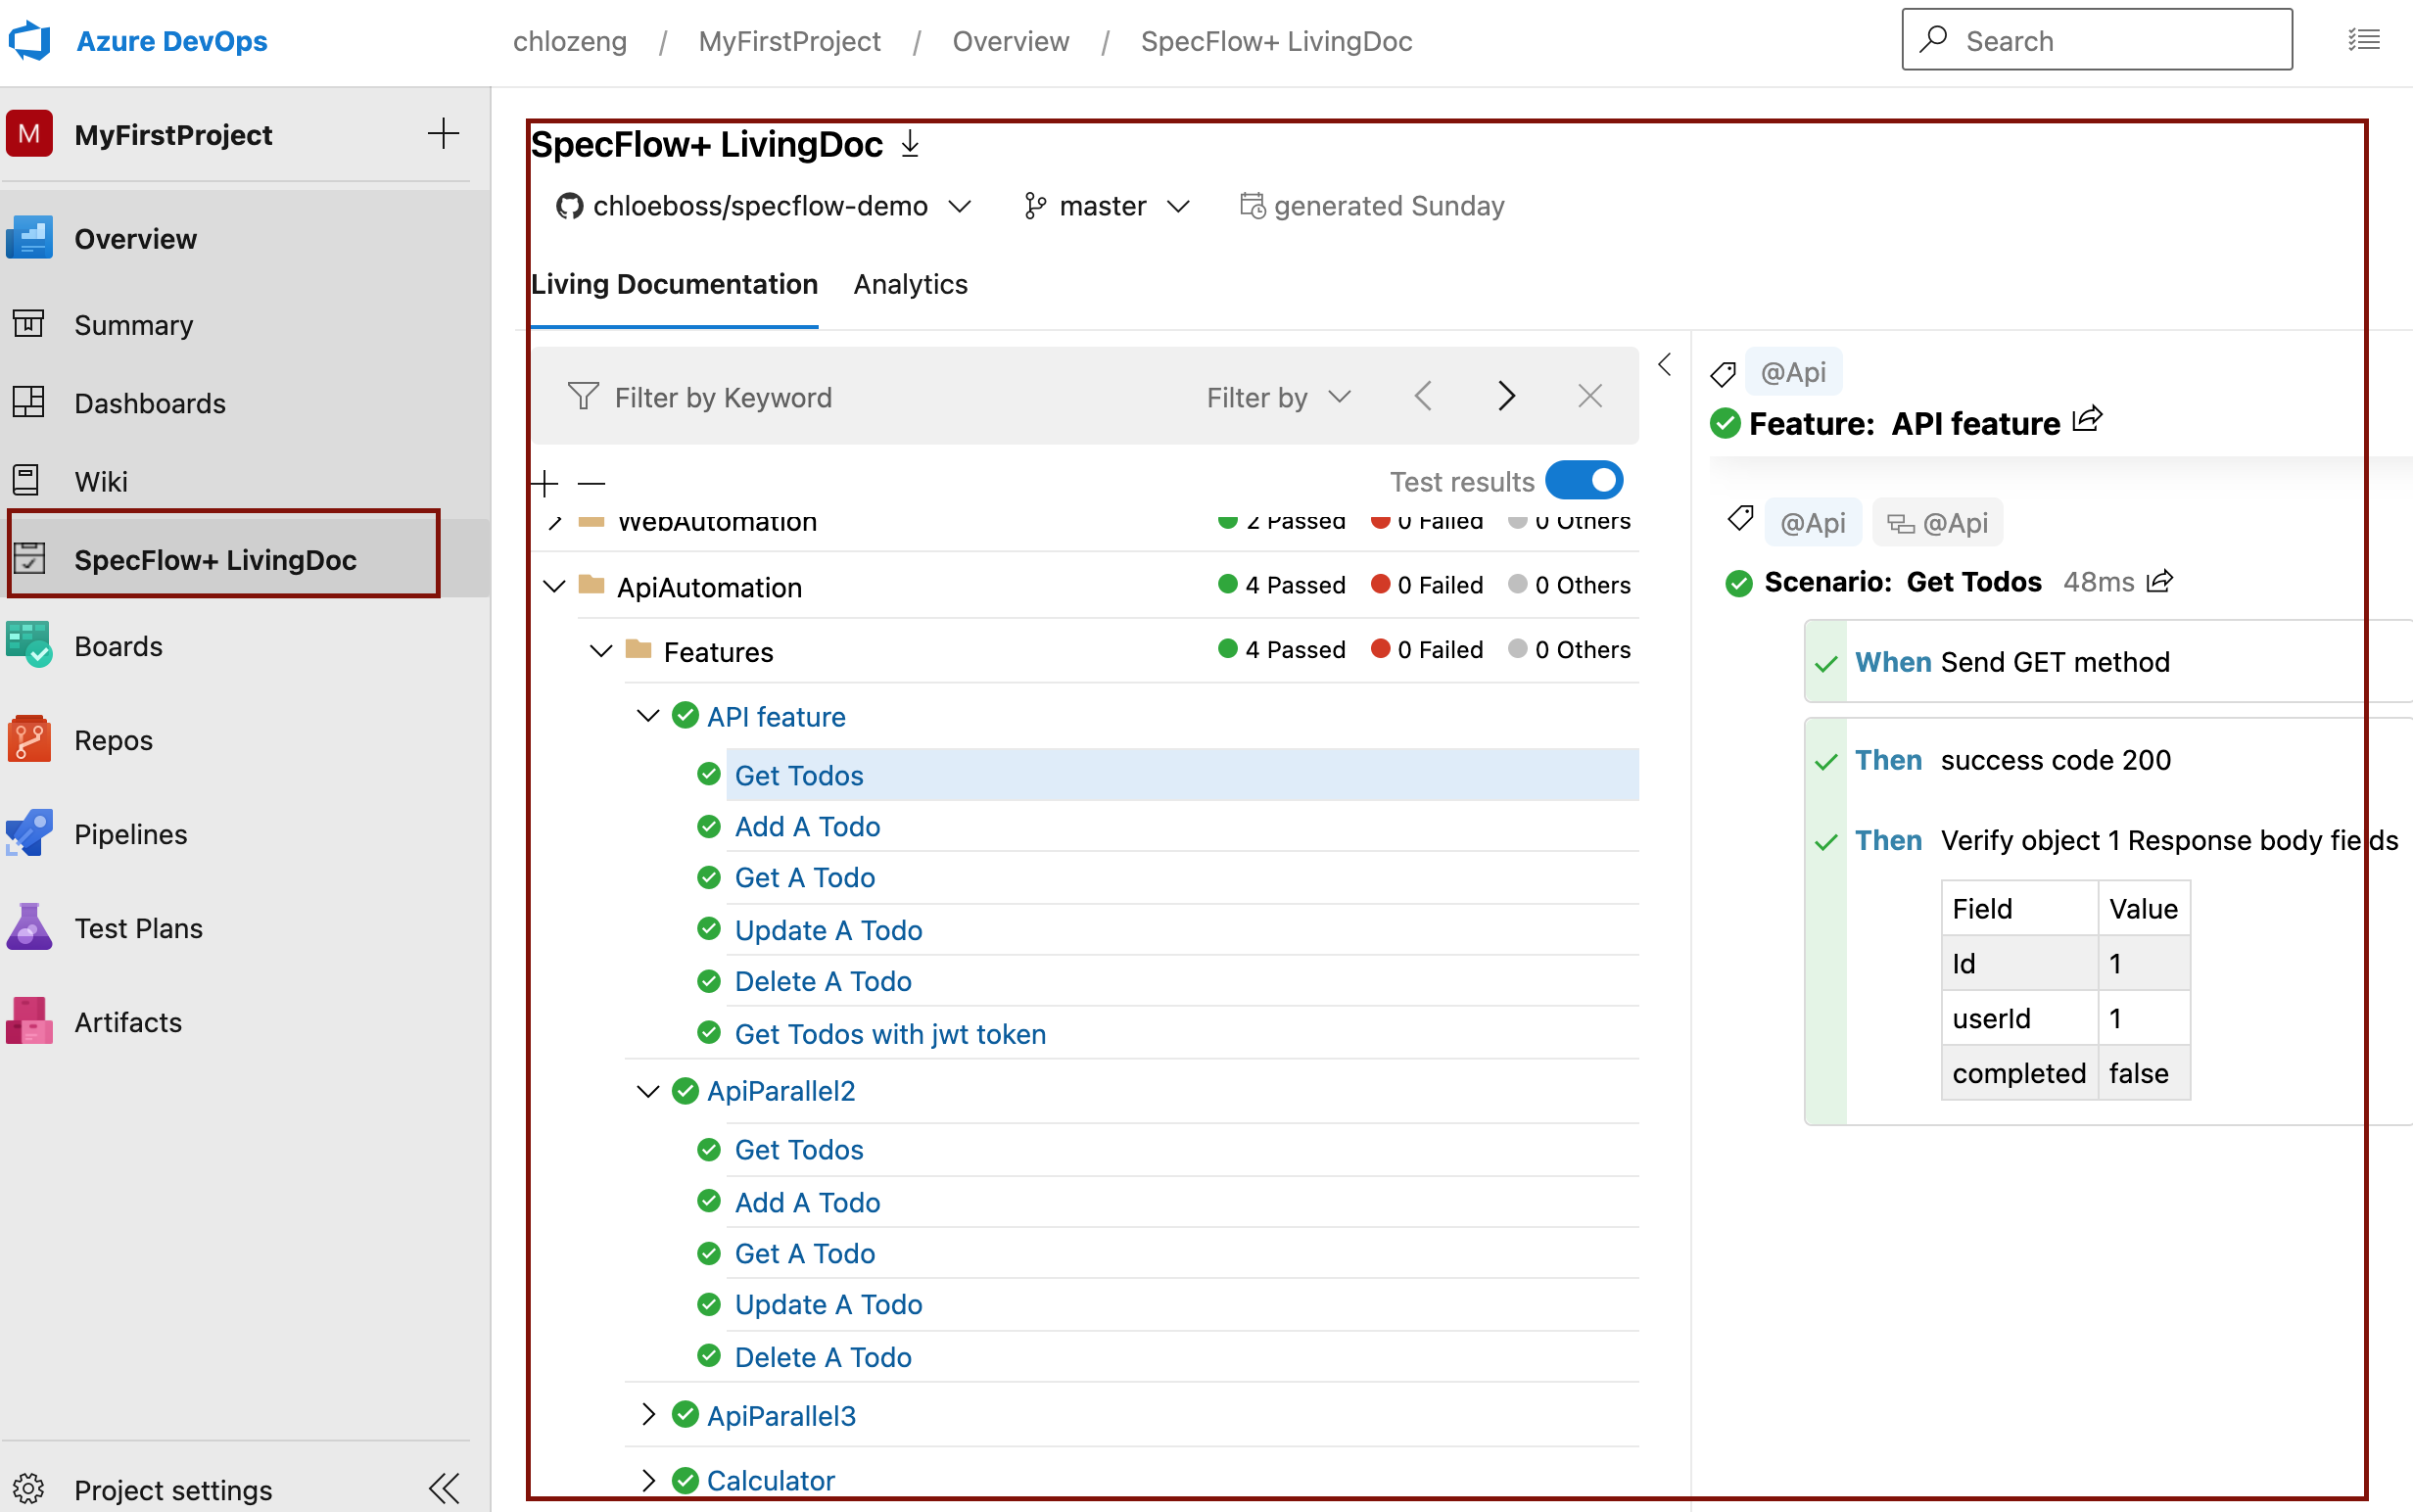 Azure DevOps
chlozeng / MyFirstProject / Overview / SpecFlow+ LivingDoc
Search
M MyFirstProject
Overview
Summary
Dashboards
Wiki
SpecFlow+ LivingDoc
Boards
Repos
Pipelines
Test Plans
Artifacts
Project settings
SpecFlow+ LivingDoc
chloeboss/specflow-demo master generated Sunday
Living Documentation Analytics
Filter by Keyword Filter by
Test results
WebAutomation 2 Passed 0 Failed 0 Others
ApiAutomation 4 Passed 0 Failed 0 Others
Features 4 Passed 0 Failed 0 Others
API feature
Get Todos
Add A Todo
Get A Todo
Update A Todo
Delete A Todo
Get Todos with jwt token
ApiParallel2
Get Todos
Add A Todo
Get A Todo
Update A Todo
Delete A Todo
ApiParallel3
Calculator
@Api
Feature: API feature
@Api @Api
Scenario: Get Todos 48ms
When Send GET method
Then success code 200
Then Verify object 1 Response body fields
Field Value
Id 1
userId 1
completed false